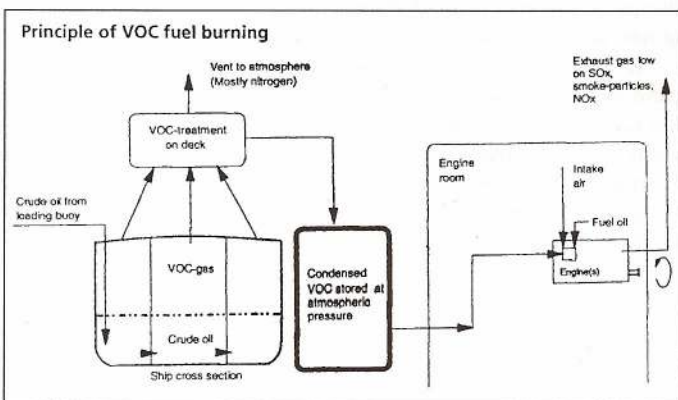 Principle of VOC fuel burning
Vent to atmosphere
(Mostly nitrogen)
Exhaust gas low
on SOx,
smoke-particles,
NOx
VOC-treatment
on deck
Engine
room
Intake
air
Crude oil from
loading buoy
Fuel oil
VOC-gas
Condensed
VOC stored at
atmospheric
pressure
Engine(s)
Crude oil
Ship cross section